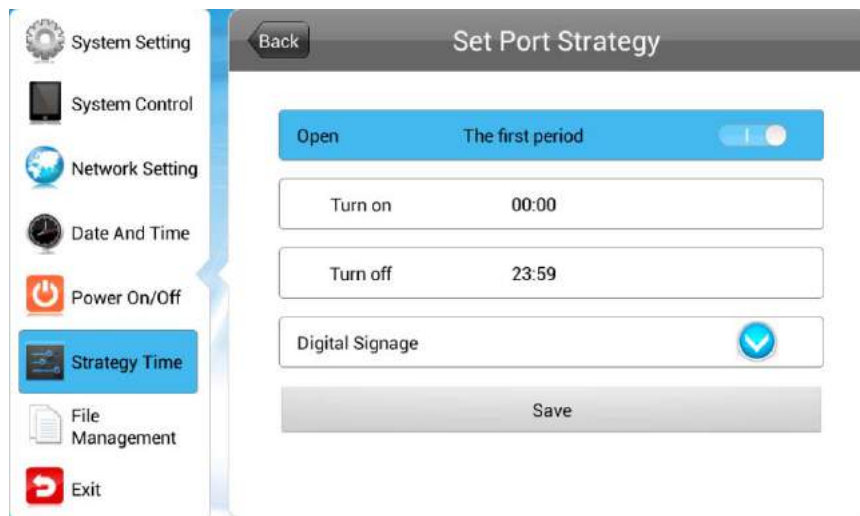 System Setting
System Control
Network Setting
Date And Time
Power On/Off
Strategy Time
File
Management
Exit
Back
Set Port Strategy
Open The first period
Turn on 00:00
Turn off 23:59
Digital Signage
Save